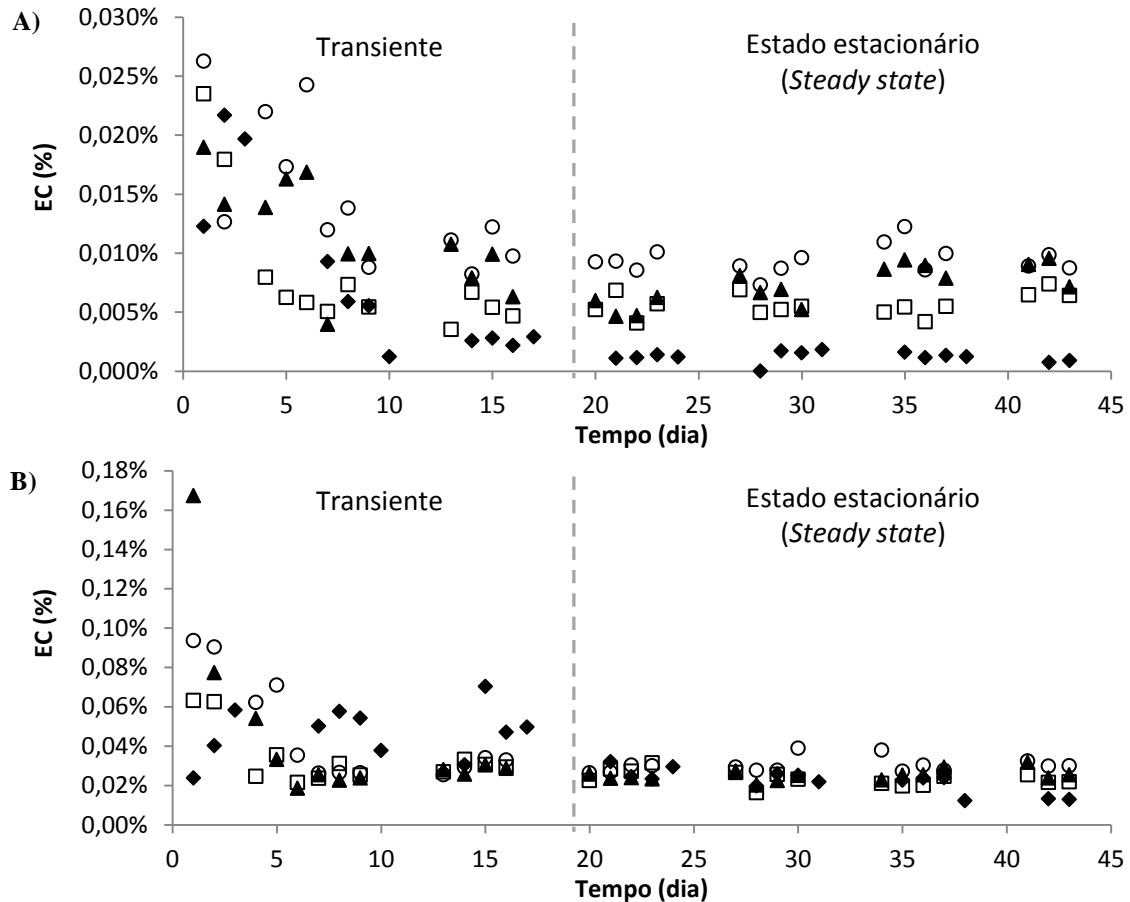 A)
0,030%
0,025%
0,020%
0,015%
0,010%
0,005%
0,000%
EC (%)
Transiente
Estado estacionário
(Steady state)
0 5 10 15 20 25 30 35 40 45
Tempo (dia)
B)
0,18%
0,16%
0,14%
0,12%
0,10%
0,08%
0,06%
0,04%
0,02%
0,00%
EC (%)
Transiente
Estado estacionário
(Steady state)
0 5 10 15 20 25 30 35 40 45
Tempo (dia)